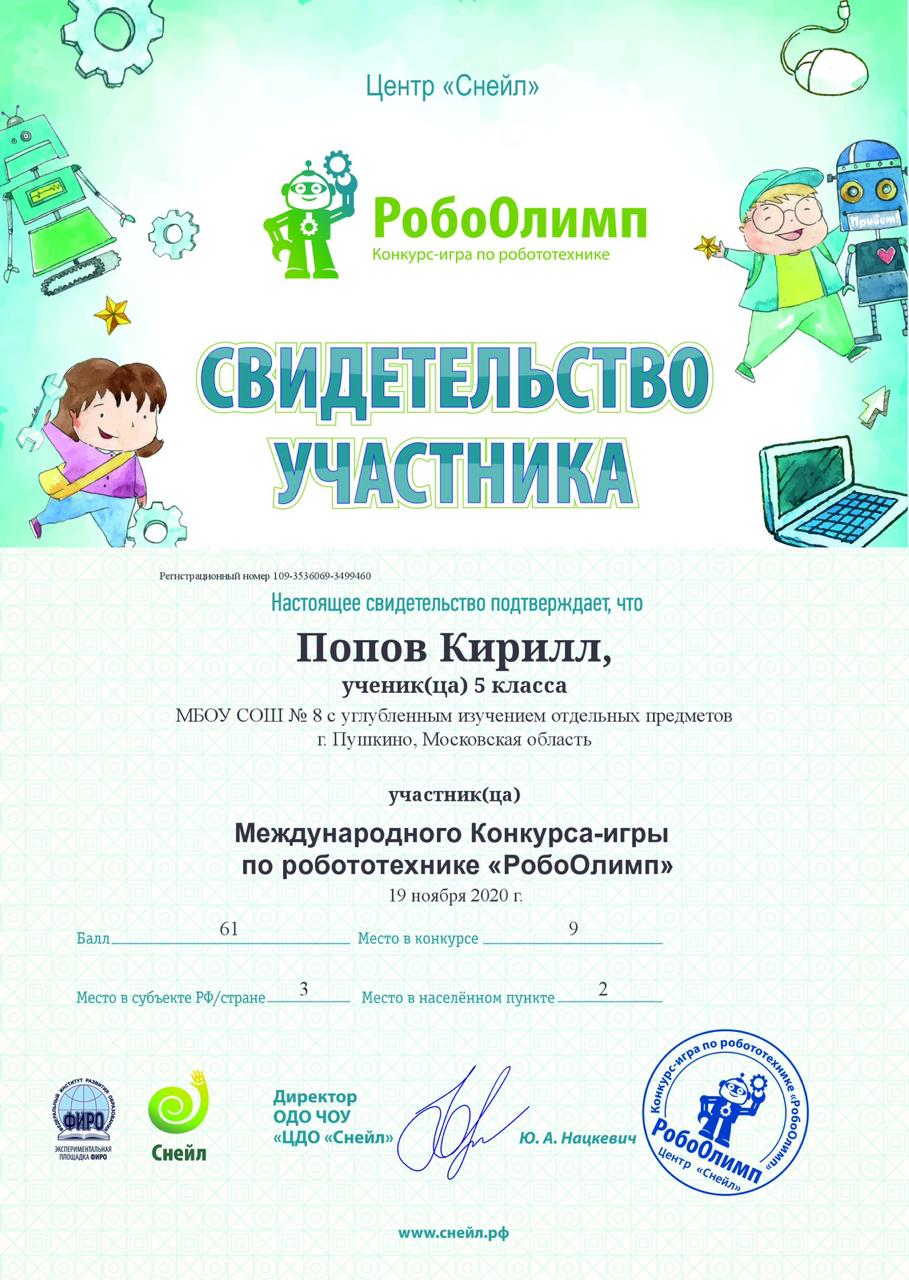 Центр «Снейл»
РобоОлимп
Конкурс-игра по робототехнике
Привет!
СВИДЕТЕЛЬСТВО
УЧАСТНИКА
Регистрационный номер 109-3536069-3499460
Настоящее свидетельство подтверждает, что
Попов Кирилл,
ученик(ца) 5 класса
МБОУ СОШ № 8 с углубленным изучением отдельных предметов
г. Пушкино, Московская область
участник(ца)
Международного Конкурса-игры
по робототехнике «РобоОлимп»
19 ноября 2020 г.
Балл 61 Место в конкурсе 9
Место в субъекте РФ/стране 3 Место в населённом пункте 2
ФЕДЕРАЛЬНЫЙ ИНСТИТУТ РАЗВИТИЯ ОБРАЗОВАНИЯ
ФИРО
ЭКСПЕРИМЕНТАЛЬНАЯ
ПЛОЩАДКА ФИРО
Снейл
Директор
ОДО ЧОУ
«ЦДО «Снейл»
Ю. А. Нацкевич
Конкурс-игра по робототехнике «РобоОлимп»
РобоОлимп
Центр «Снейл»
www.снейл.рф